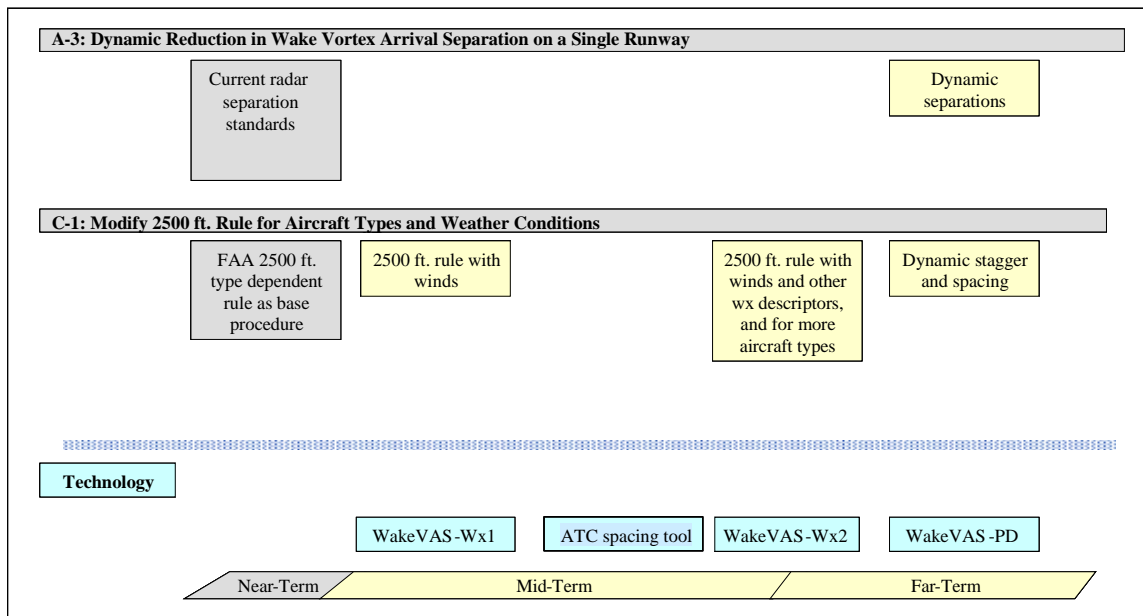 A-3: Dynamic Reduction in Wake Vortex Arrival Separation on a Single Runway
Current radar
separation
standards
Dynamic
separations
C-1: Modify 2500 ft. Rule for Aircraft Types and Weather Conditions
FAA 2500 ft.
type dependent
rule as base
procedure
2500 ft. rule with
winds
2500 ft. rule with
winds and other
wx descriptors,
and for more
aircraft types
Dynamic stagger
and spacing
Technology
WakeVAS-Wx1
ATC spacing tool
WakeVAS-Wx2
WakeVAS-PD
Near-Term
Mid-Term
Far-Term